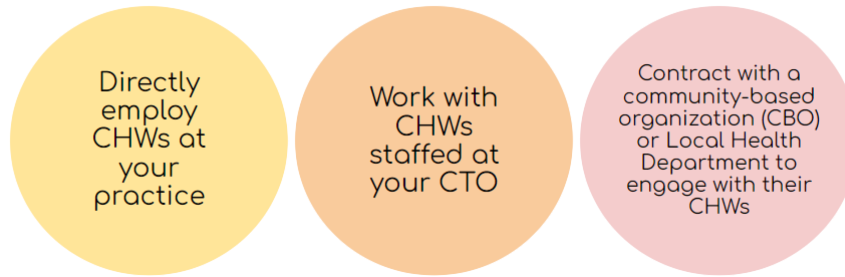 Directly
employ
CHWs at
your
practice
Work with
CHWs
staffed at
your CTO
Contract with a
community-based
organization (CBO)
or Local Health
Department to
engage with their
CHWs